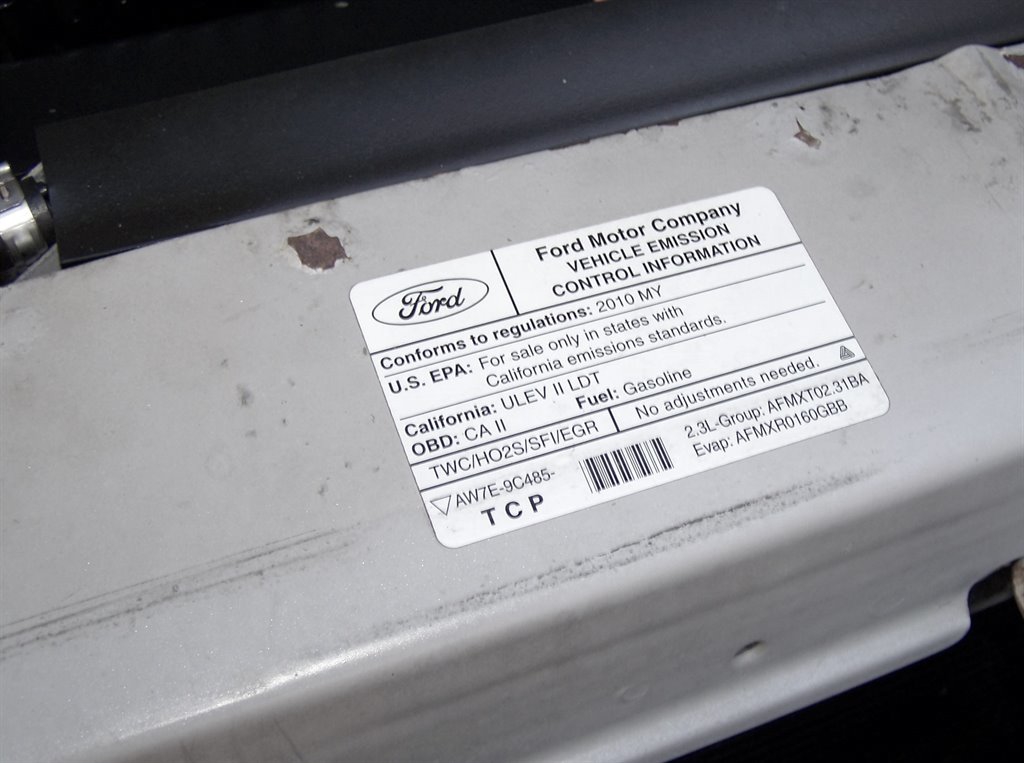 Ford
Ford Motor Company
VEHICLE EMISSION
CONTROL INFORMATION
Conforms to regulations: 2010 MY
U.S. EPA: For sale only in states with
California emissions standards.
California: ULEV II LDT
OBD: CA II
Fuel: Gasoline
TWC/HO2S/SFI/EGR
No adjustments needed.
AW7E-9C485-
TCP
2.3L-Group: AFMXT02.31BA
Evap: AFMXR0160GBB